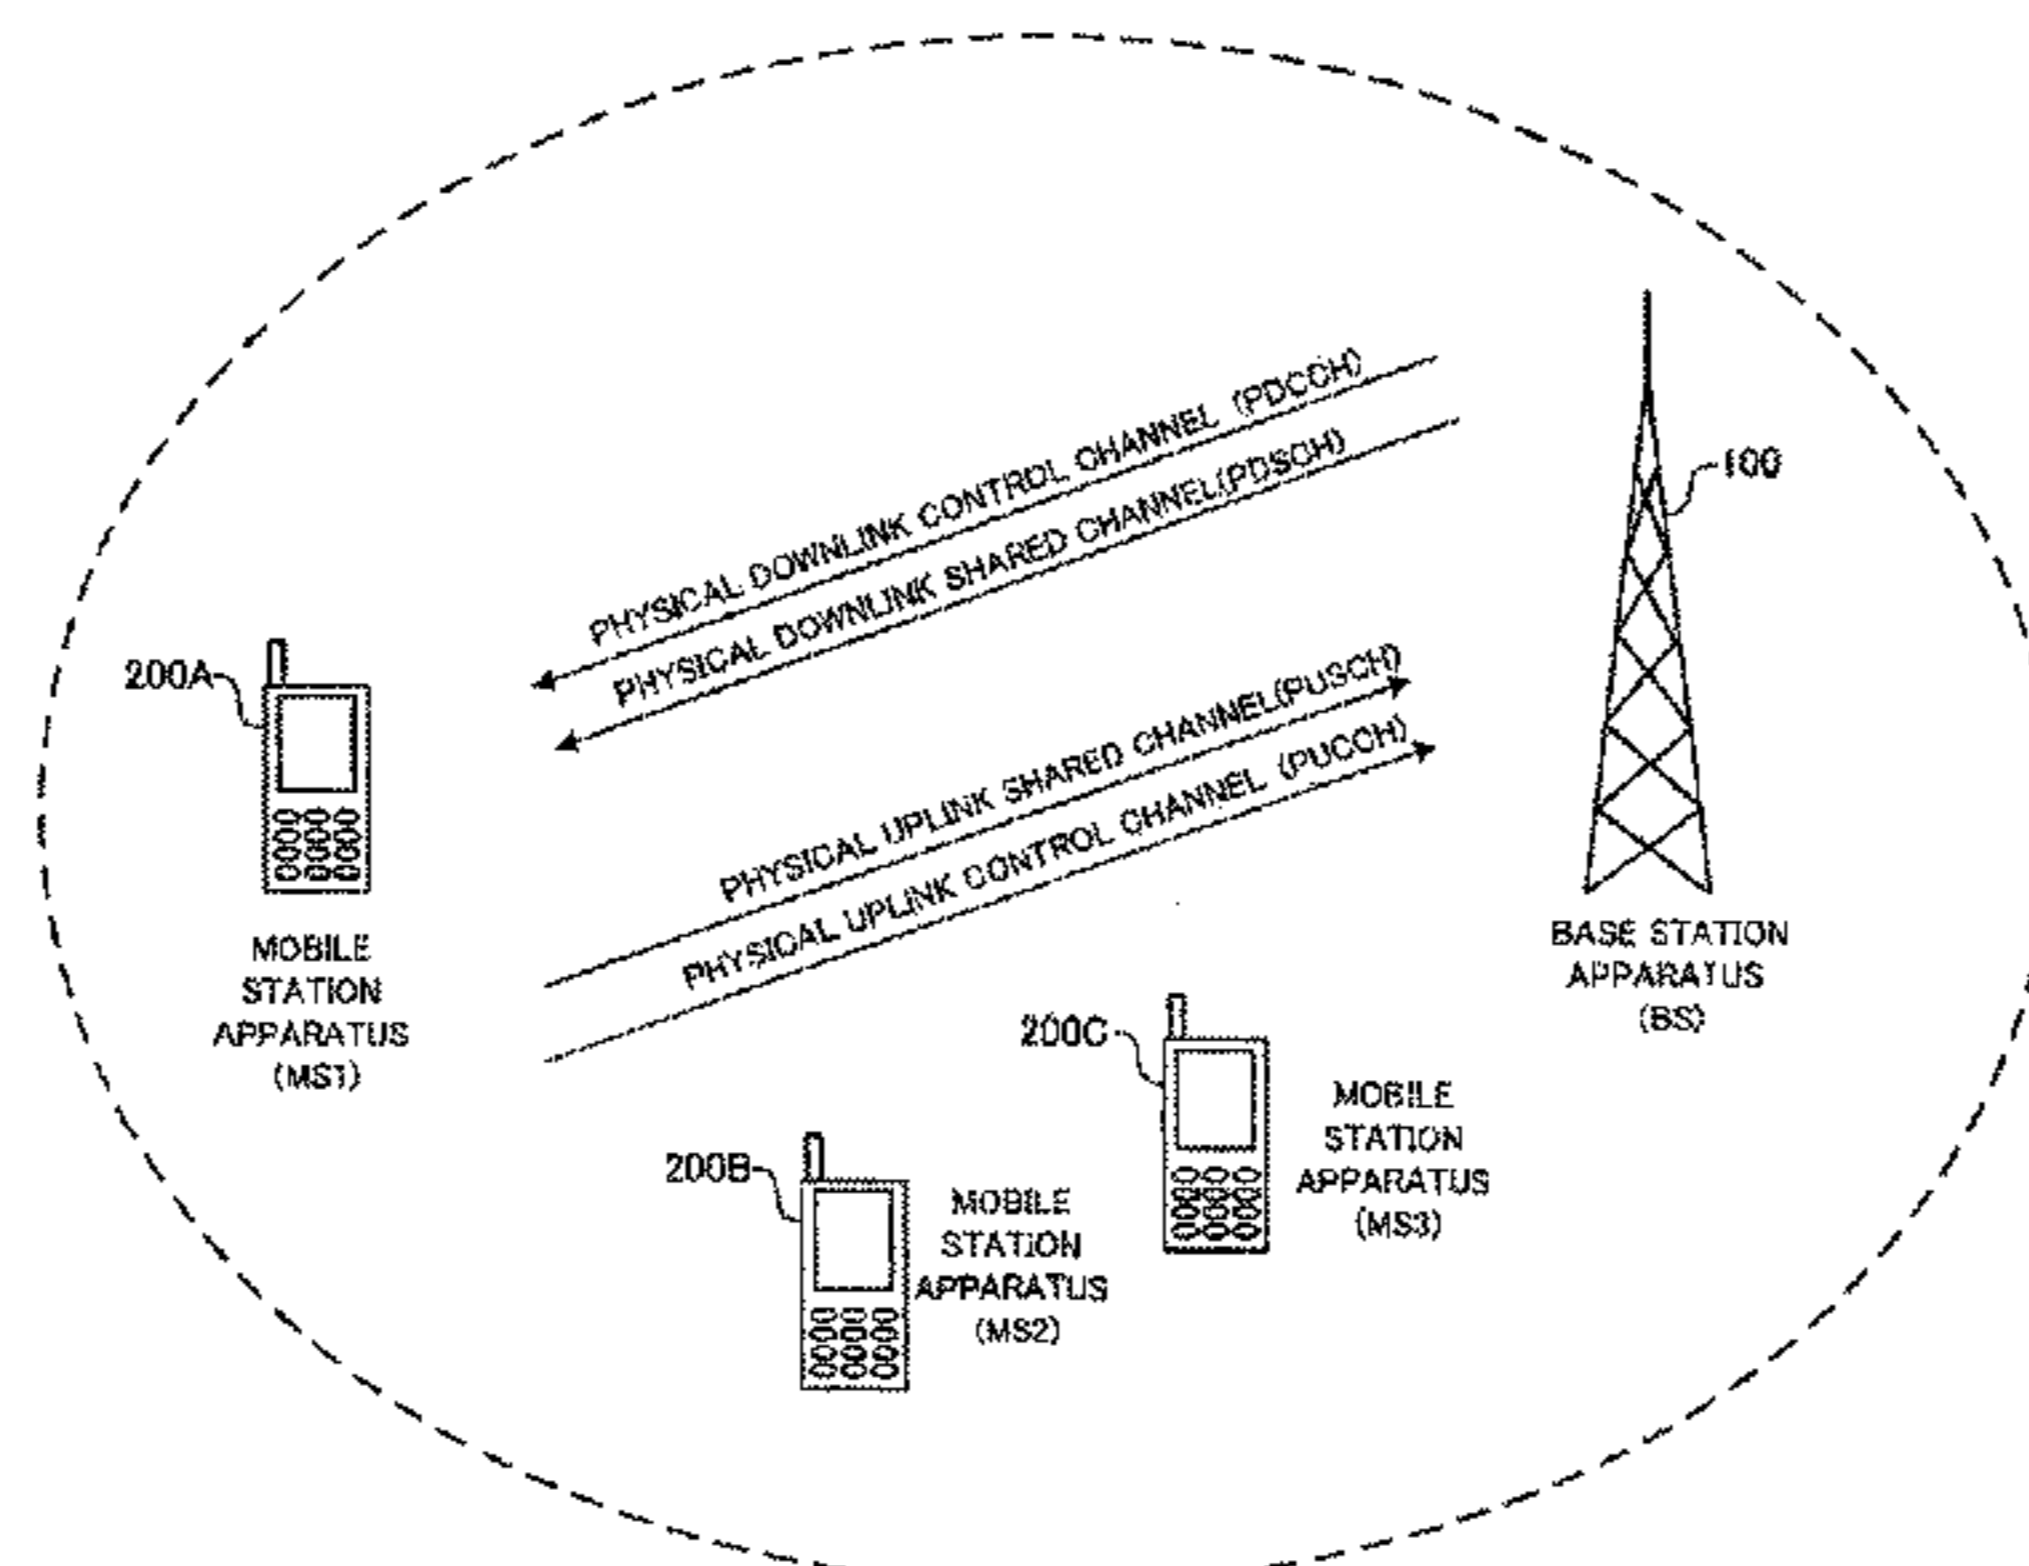 PHYSICAL DOWNLINK CONTROL CHANNEL (PDCCH)
PHYSICAL DOWNLINK SHARED CHANNEL(PDSCH)
100
200A
PHYSICAL UPLINK SHARED CHANNEL(PUSCH)
PHYSICAL UPLINK CONTROL CHANNEL (PUCCH)
MOBILE
STATION
APPARATUS
(MS1)
BASE STATION
APPARATUS
(BS)
200C
MOBILE
STATION
APPARATUS
(MS3)
200B
MOBILE
STATION
APPARATUS
(MS2)